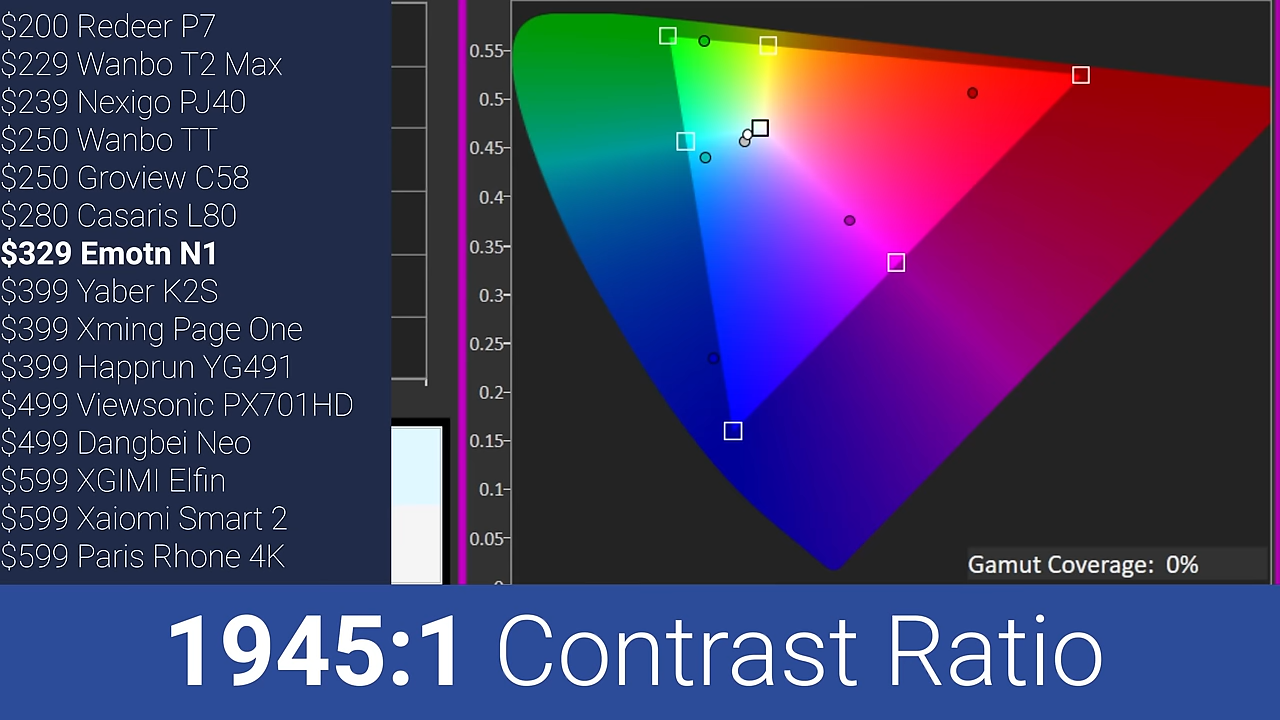 $200 Redeer P7
$229 Wanbo T2 Max
$239 Nexigo PJ40
$250 Wanbo TT
$250 Groview C58
$280 Casaris L80
$329 Emotn N1
$399 Yaber K2S
$399 Xming Page One
$399 Happrun YG491
$499 Viewsonic PX701HD
$499 Dangbei Neo
$599 XGIMI Elfin
$599 Xaiomi Smart 2
$599 Paris Rhone 4K
0.55
0.5
0.45
0.4
0.35
0.3
0.25
0.2
0.15
0.1
0.05
Gamut Coverage: 0%
1945:1 Contrast Ratio